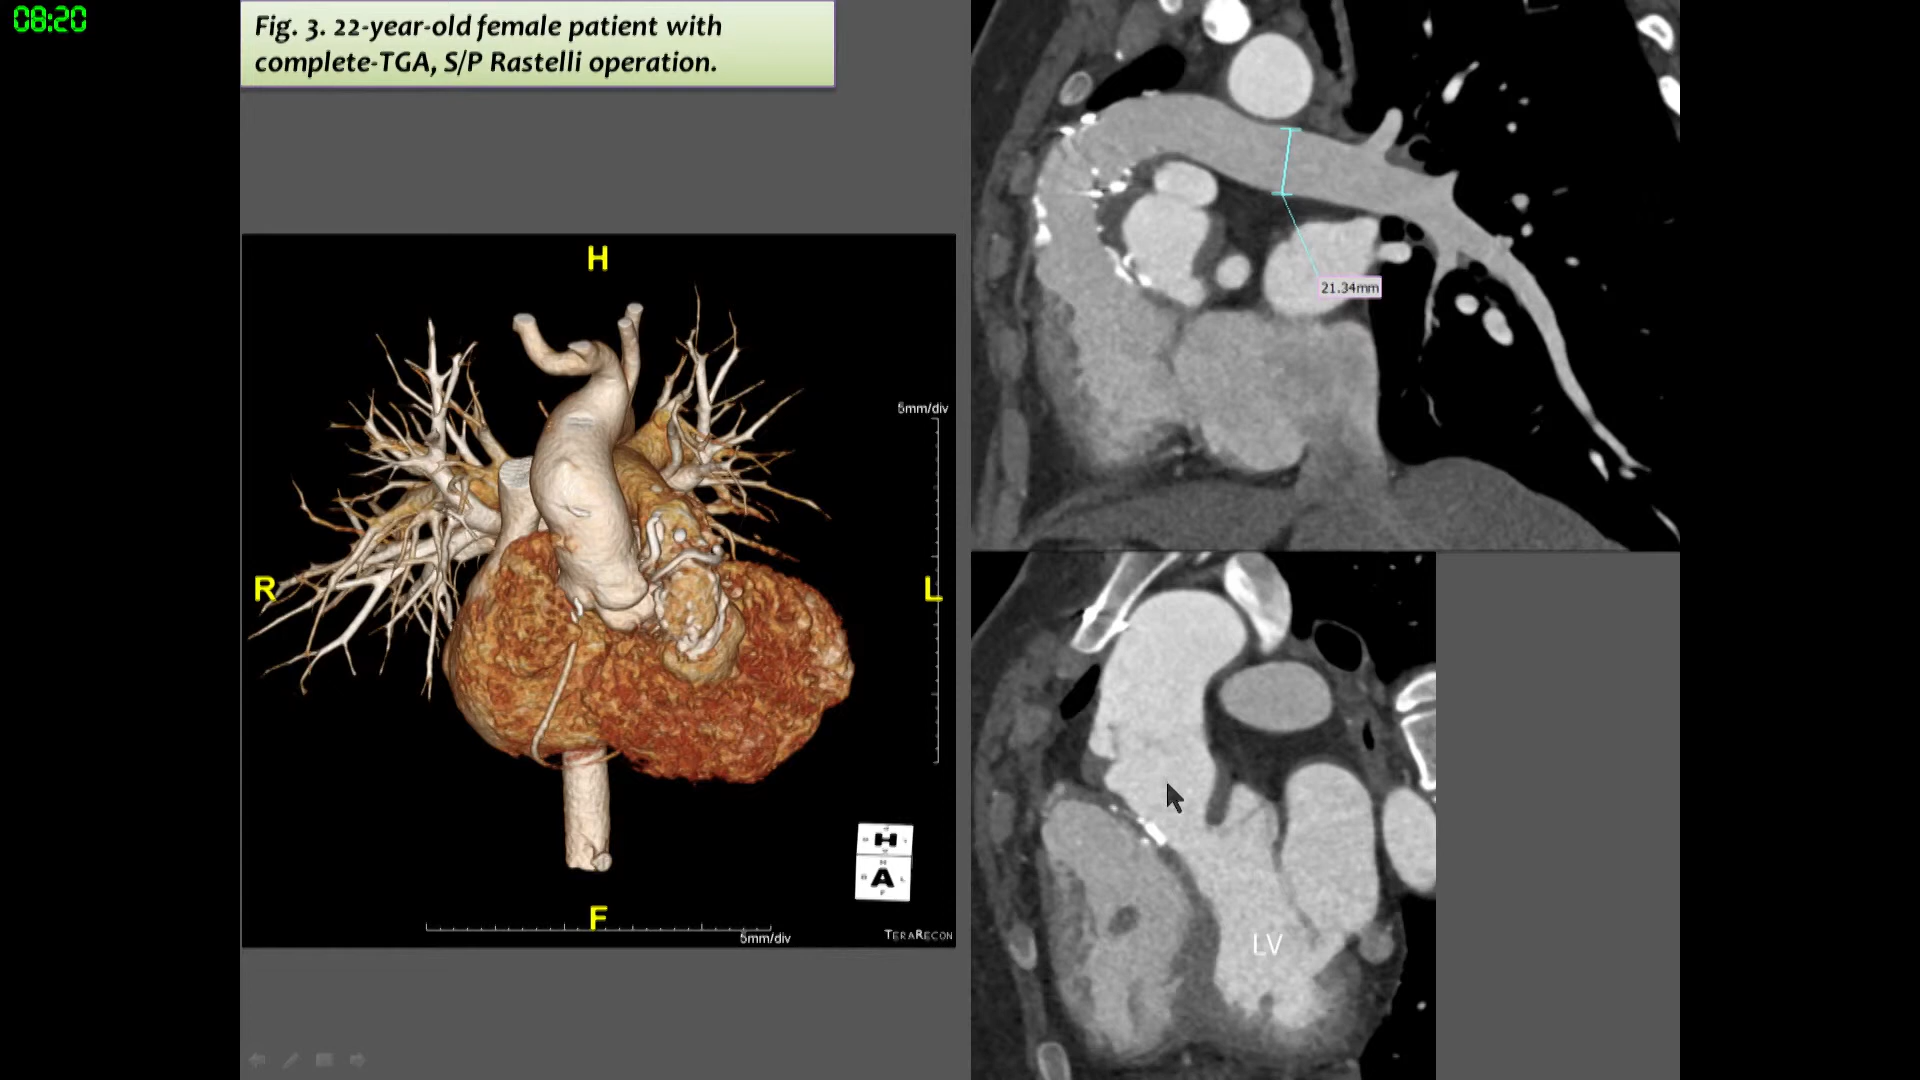 08:20
Fig. 3. 22-year-old female patient with
complete-TGA, S/P Rastelli operation.
H
5mm/div
R
L
H
A
F
5mm/div
TERARECON
21.34mm
LV